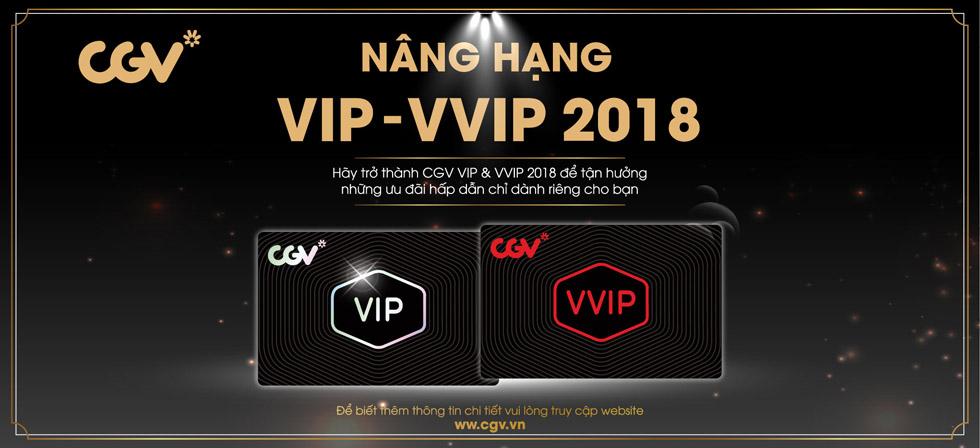 CGV*
NÂNG HẠNG
VIP - VVIP 2018
Hãy trở thành CGV VIP & VVIP 2018 để tận hưởng
những ưu đãi hấp dẫn chỉ dành riêng cho bạn
CGV*
VIP
CGV*
VVIP
Để biết thêm thông tin chi tiết vui lòng truy cập website
ww.cgv.vn